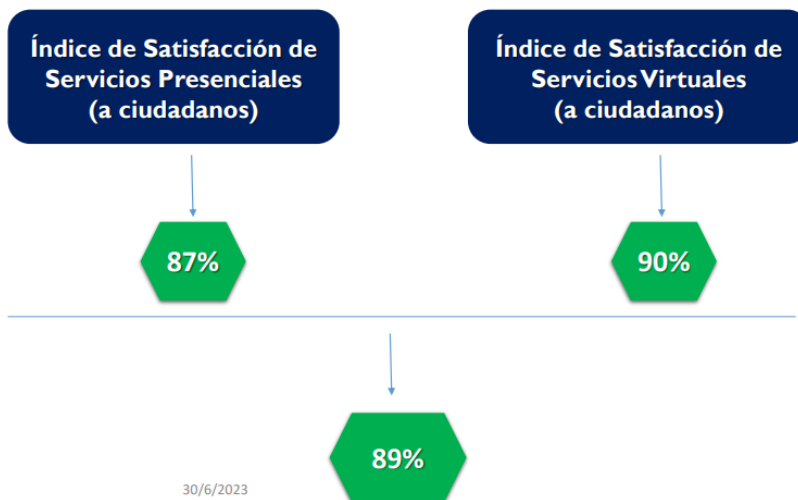 Índice de Satisfacción de
Servicios Presenciales
(a ciudadanos)
Índice de Satisfacción de
Servicios Virtuales
(a ciudadanos)
87%
90%
89%
30/6/2023